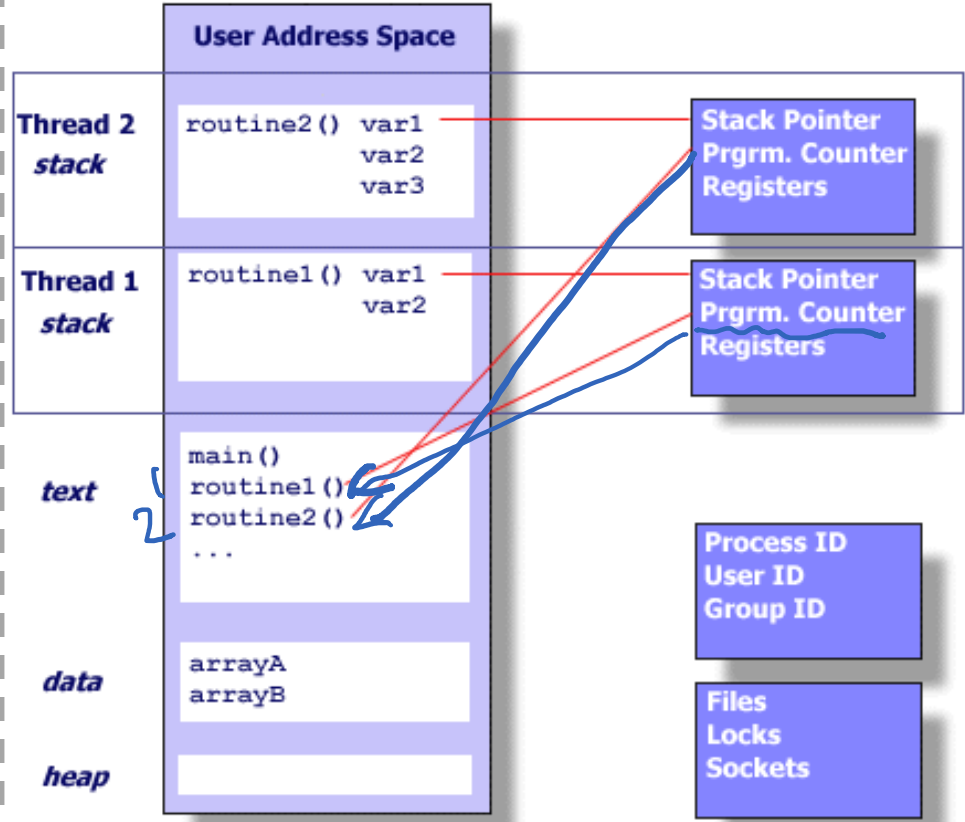 User Address Space
Thread 2
stack
routine2() var1
var2
var3
Stack Pointer
Prgrm. Counter
Registers
Thread 1
stack
routine1() var1
var2
Stack Pointer
Prgrm. Counter
Registers
text
main()
routine1()
routine2()
...
1
2
Process ID
User ID
Group ID
data
arrayA
arrayB
Files
Locks
Sockets
heap